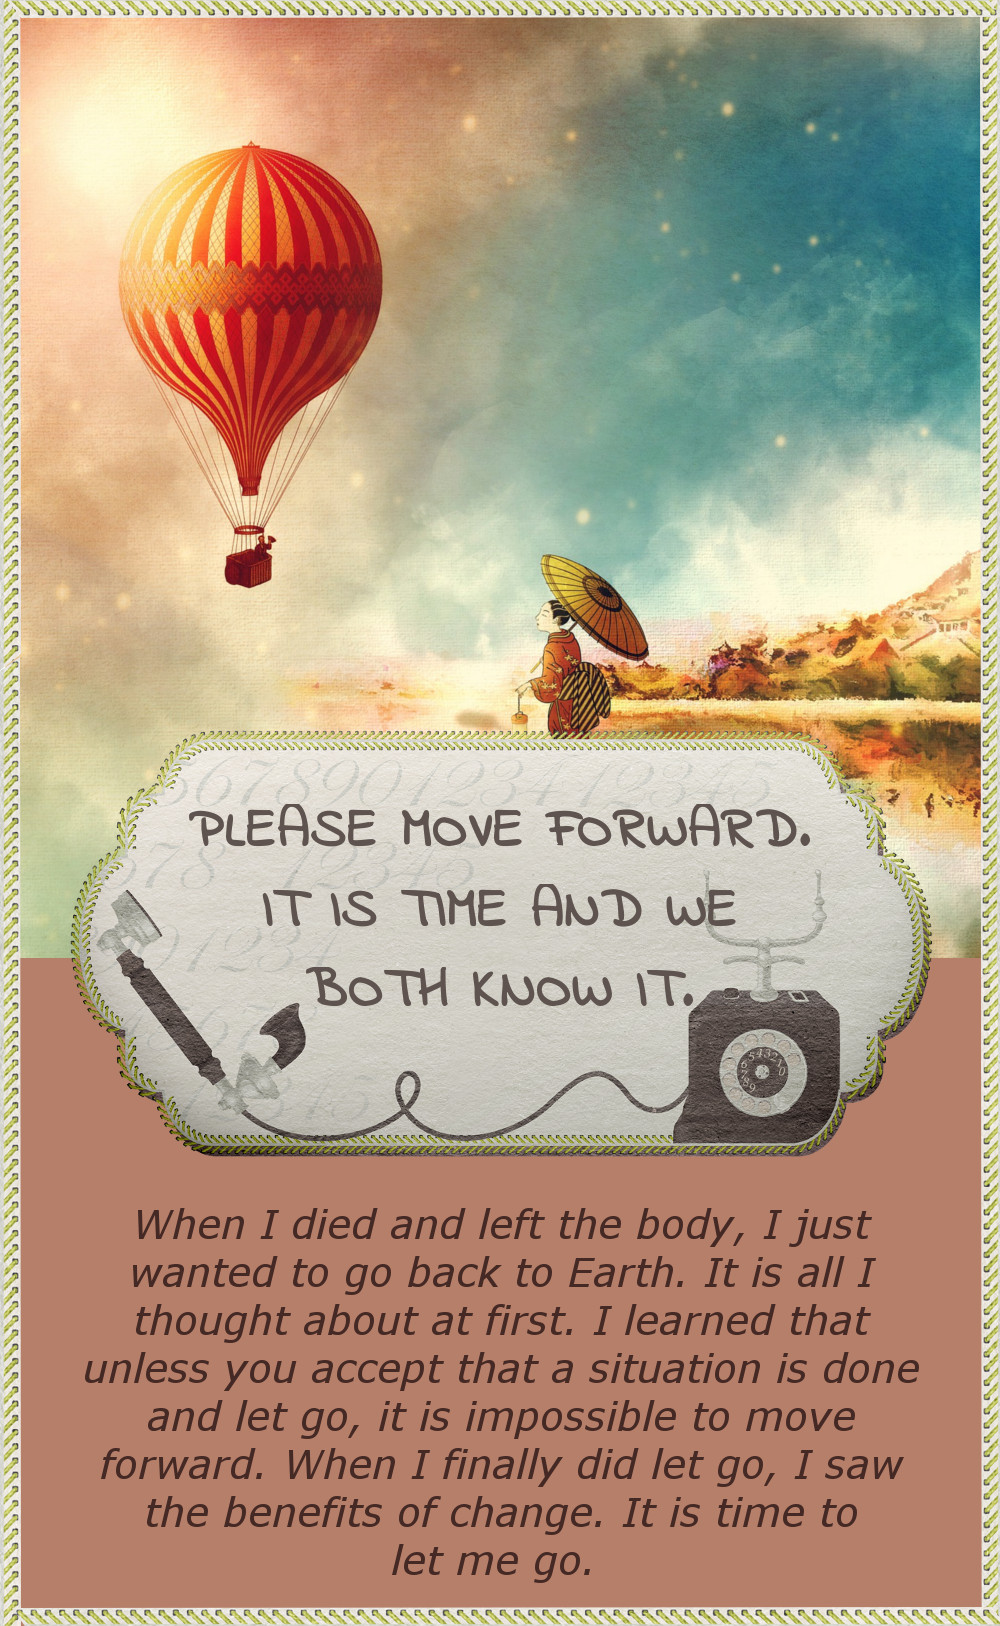 PLEASE MOVE FORWARD.
IT IS TIME AND WE
BOTH KNOW IT.
When I died and left the body, I just
wanted to go back to Earth. It is all I
thought about at first. I learned that
unless you accept that a situation is done
and let go, it is impossible to move
forward. When I finally did let go, I saw
the benefits of change. It is time to
let me go.